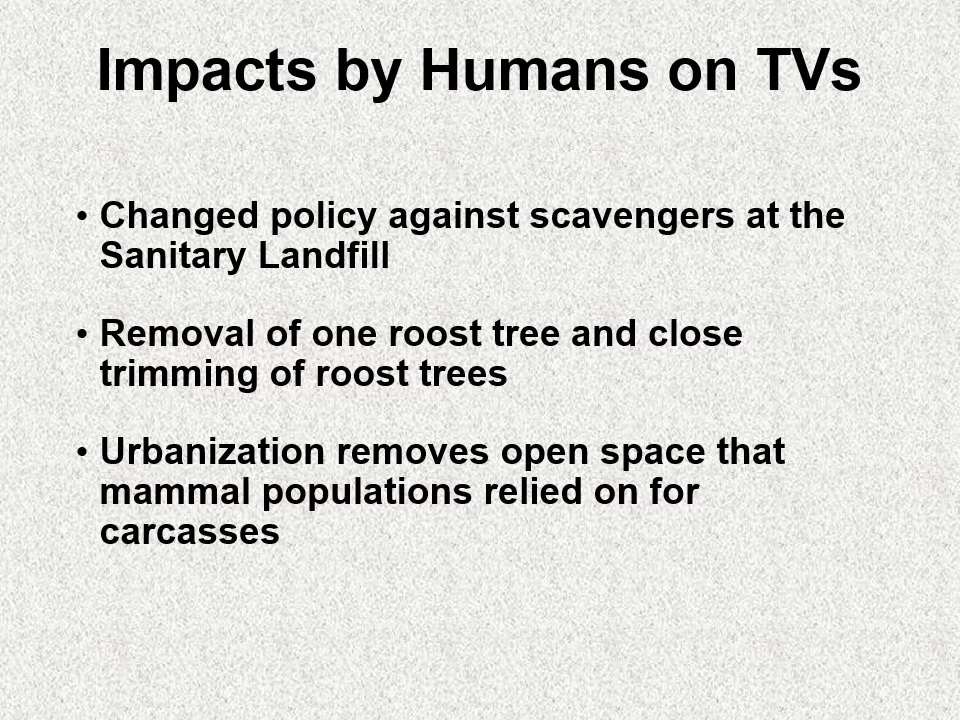 Impacts by Humans on TVs
• Changed policy against scavengers at the
Sanitary Landfill
• Removal of one roost tree and close
trimming of roost trees
• Urbanization removes open space that
mammal populations relied on for
carcasses